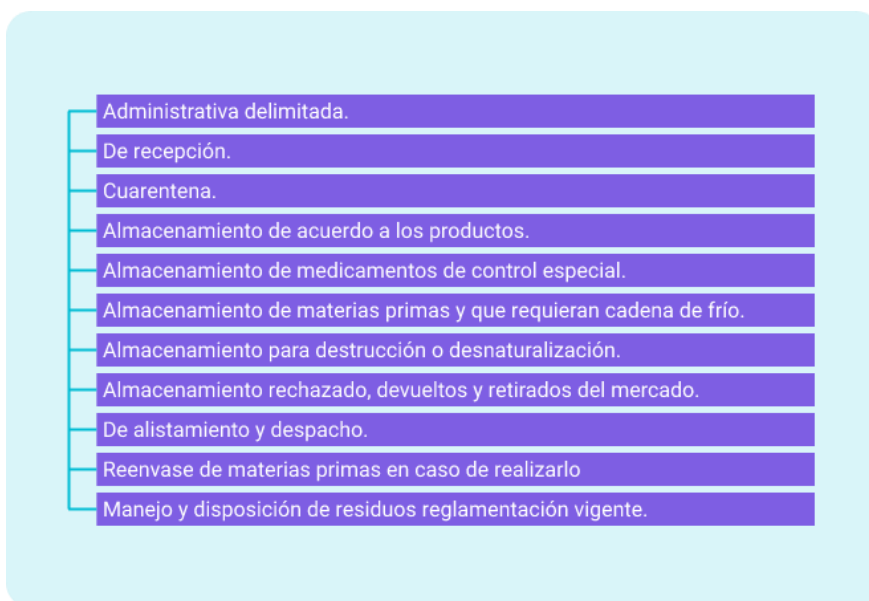 Administrativa delimitada.
De recepción.
Cuarentena.
Almacenamiento de acuerdo a los productos.
Almacenamiento de medicamentos de control especial.
Almacenamiento de materias primas y que requieran cadena de frío.
Almacenamiento para destrucción o desnaturalización.
Almacenamiento rechazado, devueltos y retirados del mercado.
De alistamiento y despacho.
Reenvase de materias primas en caso de realizarlo
Manejo y disposición de residuos reglamentación vigente.